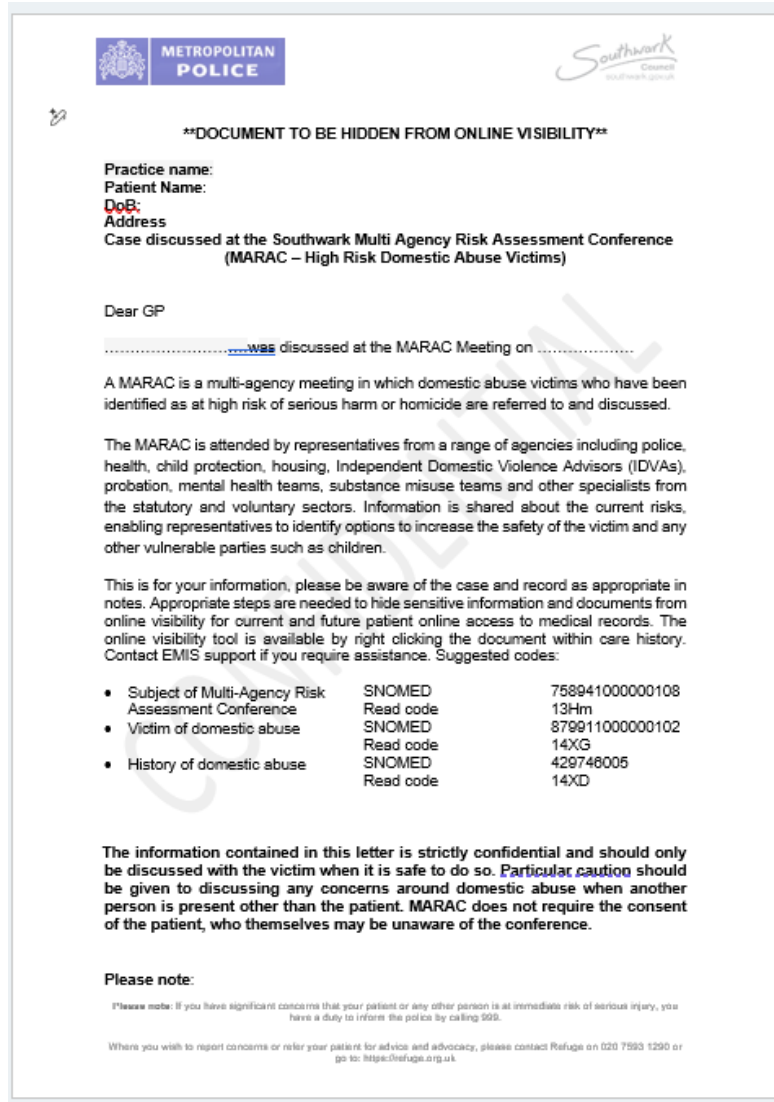 METROPOLITAN
POLICE
Southwark
Council
southwark.gov.uk
**DOCUMENT TO BE HIDDEN FROM ONLINE VISIBILITY**
Practice name:
Patient Name:
DoB:
Address
Case discussed at the Southwark Multi Agency Risk Assessment Conference
(MARAC – High Risk Domestic Abuse Victims)
Dear GP
............................was discussed at the MARAC Meeting on ...................
A MARAC is a multi-agency meeting in which domestic abuse victims who have been
identified as at high risk of serious harm or homicide are referred to and discussed.
The MARAC is attended by representatives from a range of agencies including police,
health, child protection, housing, Independent Domestic Violence Advisors (IDVAs),
probation, mental health teams, substance misuse teams and other specialists from
the statutory and voluntary sectors. Information is shared about the current risks,
enabling representatives to identify options to increase the safety of the victim and any
other vulnerable parties such as children.
This is for your information, please be aware of the case and record as appropriate in
notes. Appropriate steps are needed to hide sensitive information and documents from
online visibility for current and future patient online access to medical records. The
online visibility tool is available by right clicking the document within care history.
Contact EMIS support if you require assistance. Suggested codes:
• Subject of Multi-Agency Risk SNOMED 758941000000108
Assessment Conference Read code 13Hm
• Victim of domestic abuse SNOMED 879911000000102
Read code 14XG
• History of domestic abuse SNOMED 429746005
Read code 14XD
CONFIDENTIAL
The information contained in this letter is strictly confidential and should only
be discussed with the victim when it is safe to do so. Particular caution should
be given to discussing any concerns around domestic abuse when another
person is present other than the patient. MARAC does not require the consent
of the patient, who themselves may be unaware of the conference.
Please note:
Please note: If you have significant concerns that your patient or any other person is at immediate risk of serious injury, you
have a duty to inform the police by calling 999.
Where you wish to report concerns or refer your patient for advice and advocacy, please contact Refuge on 020 7593 1290 or
go to: https://refuge.org.uk